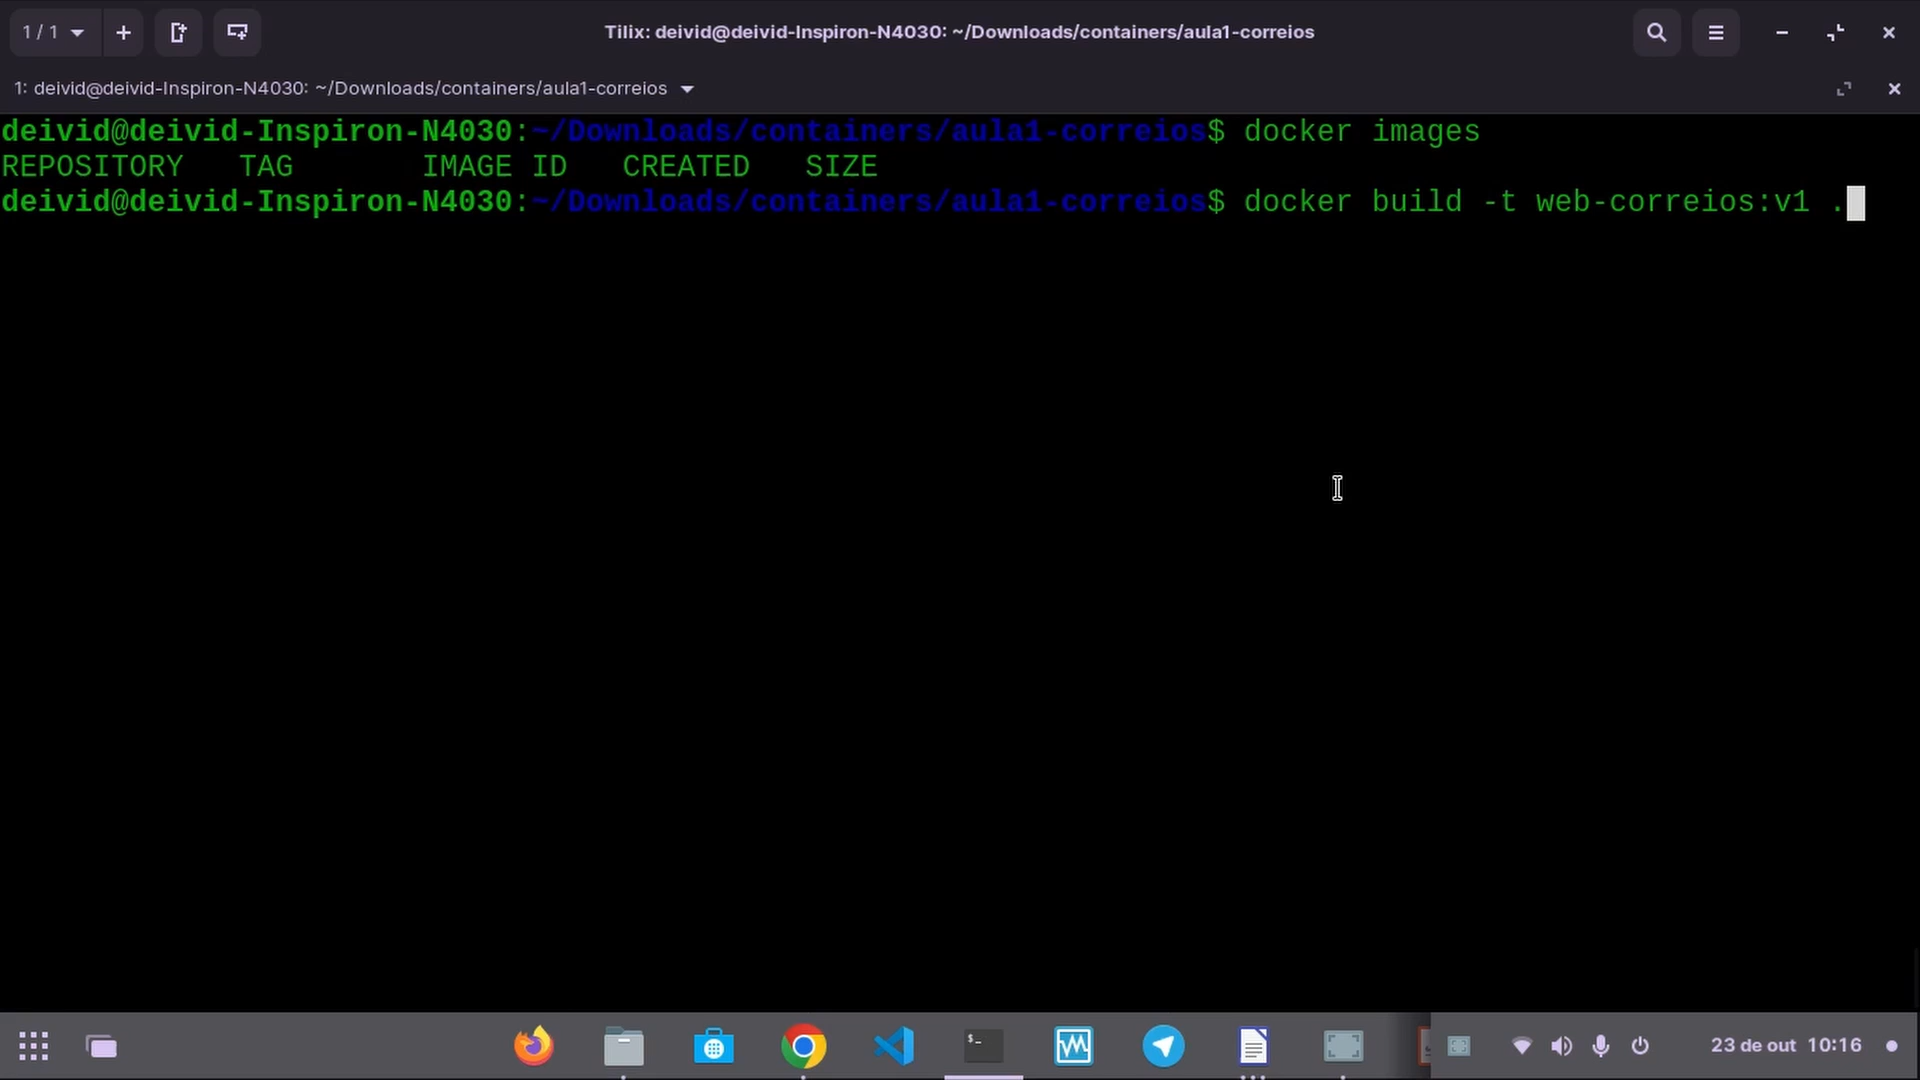 1 / 1
Tilix: deivid@deivid-Inspiron-N4030: ~/Downloads/containers/aula1-correios
1: deivid@deivid-Inspiron-N4030: ~/Downloads/containers/aula1-correios
deivid@deivid-Inspiron-N4030:~/Downloads/containers/aula1-correios$ docker images
REPOSITORY   TAG       IMAGE ID   CREATED   SIZE
deivid@deivid-Inspiron-N4030:~/Downloads/containers/aula1-correios$ docker build -t web-correios:v1 .
23 de out 10:16